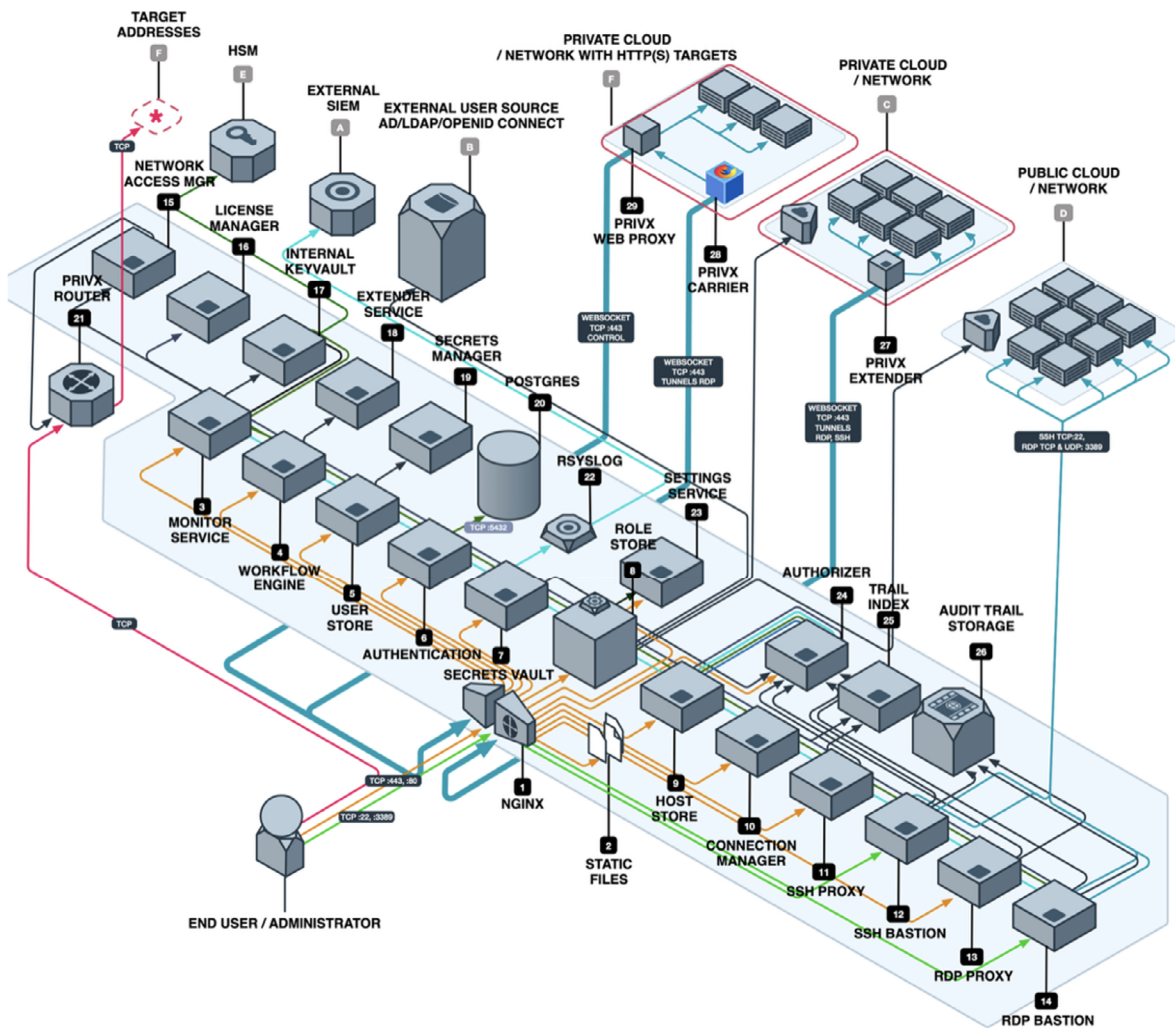 TARGET
ADDRESSES
F
HSM
E
EXTERNAL
SIEM
A
EXTERNAL USER SOURCE
AD/LDAP/OPENID CONNECT
B
PRIVATE CLOUD
/ NETWORK WITH HTTP(S) TARGETS
F
PRIVATE CLOUD
/ NETWORK
C
PUBLIC CLOUD
/ NETWORK
D
*
TCP
NETWORK
ACCESS MGR
15
LICENSE
MANAGER
16
INTERNAL
KEYVAULT
17
EXTENDER
SERVICE
18
SECRETS
MANAGER
19
POSTGRES
20
PRIVX
ROUTER
21
29
PRIVX
WEB PROXY
28
PRIVX
CARRIER
27
PRIVX
EXTENDER
WEBSOCKET
TCP :443
CONTROL
WEBSOCKET
TCP :443
TUNNELS RDP
WEBSOCKET
TCP :443
TUNNELS
RDP, SSH
SSH TCP:22,
RDP TCP & UDP: 3389
RSYSLOG
22
SETTINGS
SERVICE
23
ROLE
STORE
8
TCP :5432
3
MONITOR
SERVICE
4
WORKFLOW
ENGINE
5
USER
STORE
6
AUTHENTICATION
7
SECRETS VAULT
AUTHORIZER
24
TRAIL
INDEX
25
AUDIT TRAIL
STORAGE
26
TCP
TCP :443, :80
TCP :22, :3389
1
NGINX
2
STATIC
FILES
9
HOST
STORE
10
CONNECTION
MANAGER
11
SSH PROXY
12
SSH BASTION
13
RDP PROXY
14
RDP BASTION
END USER / ADMINISTRATOR